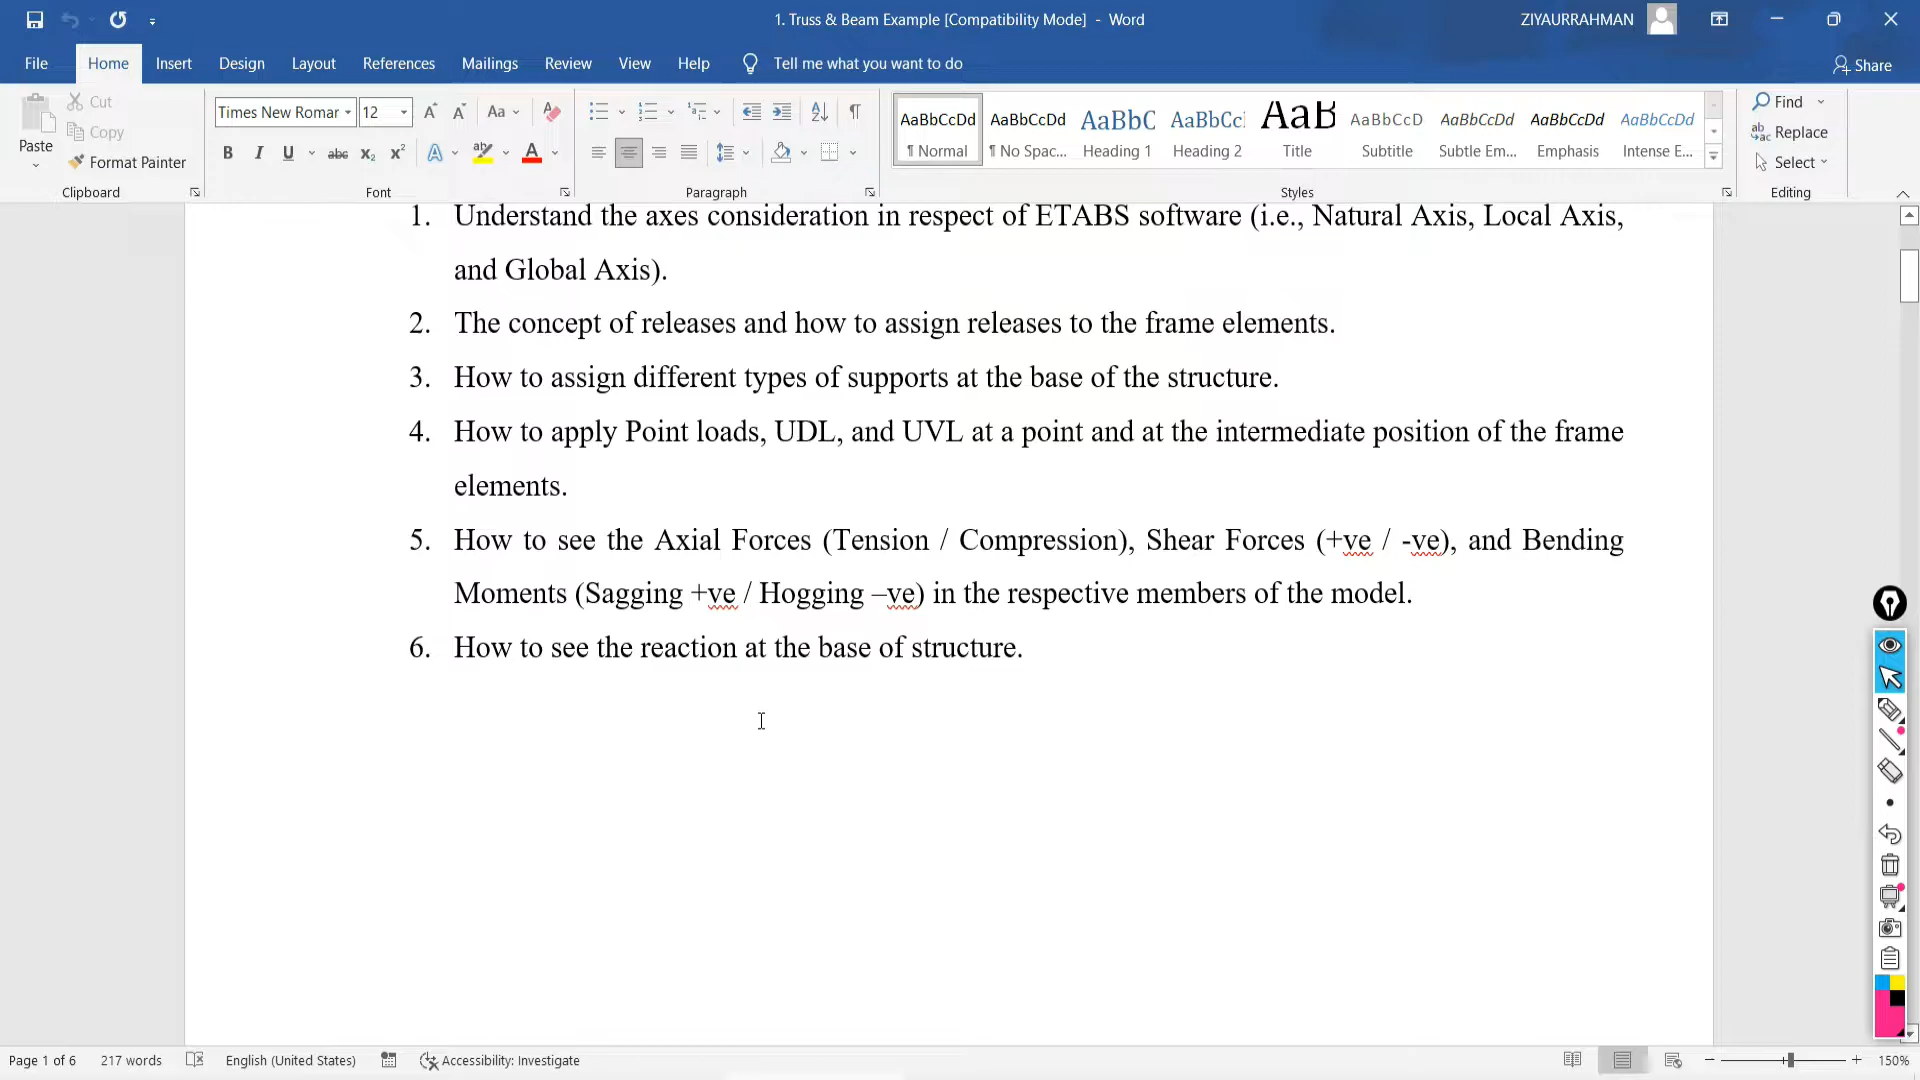 1. Truss & Beam Example [Compatibility Mode] - Word
ZIYAURRAHMAN
File Home Insert Design Layout References Mailings Review View Help Tell me what you want to do
Share
Paste
Cut
Copy
Format Painter
Clipboard
Times New Romar 12
Aa
B I U abc x₂ x² A ab A
Font
Paragraph
AaBbCcDd AaBbCcDd AaBbC AaBbCc AaB AaBbCcD AaBbCcDd AaBbCcDd AaBbCcDd
¶ Normal ¶ No Spac... Heading 1 Heading 2 Title Subtitle Subtle Em... Emphasis Intense E...
Styles
Find
Replace
Select
Editing
1. Understand the axes consideration in respect of ETABS software (i.e., Natural Axis, Local Axis,
and Global Axis).
2. The concept of releases and how to assign releases to the frame elements.
3. How to assign different types of supports at the base of the structure.
4. How to apply Point loads, UDL, and UVL at a point and at the intermediate position of the frame
elements.
5. How to see the Axial Forces (Tension / Compression), Shear Forces (+ve / -ve), and Bending
Moments (Sagging +ve / Hogging –ve) in the respective members of the model.
6. How to see the reaction at the base of structure.
Page 1 of 6 217 words English (United States) Accessibility: Investigate 150%